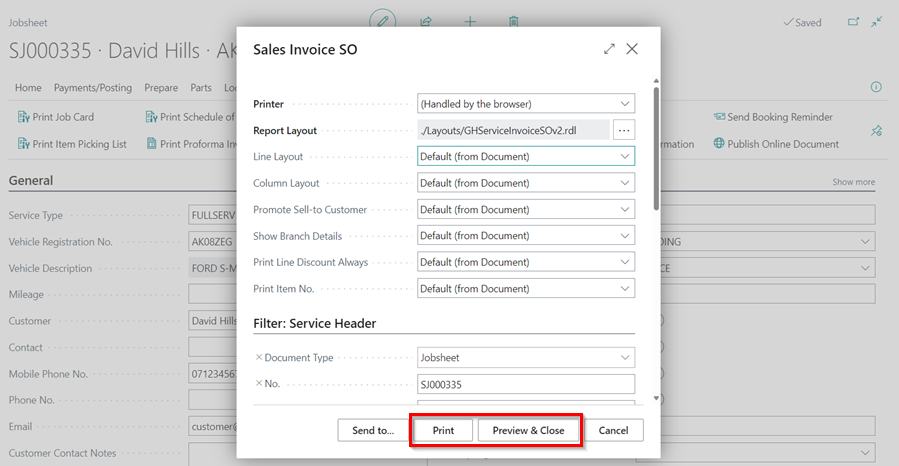 Jobsheet
Saved
SJ000335 · David Hills · AK
Home Payments/Posting Prepare Parts
Print Job Card Print Schedule of Send Booking Reminder
Print Item Picking List Print Proforma Inv Publish Online Document
General Show more
Service Type FULLSERV
Vehicle Registration No. AK08ZEG
Vehicle Description FORD S-M
Mileage
Customer David Hills
Contact
Mobile Phone No. 07123456
Phone No.
Email customer@
Customer Contact Notes
Sales Invoice SO
Printer (Handled by the browser)
Report Layout ./Layouts/GHServiceInvoiceSOv2.rdl ...
Line Layout Default (from Document)
Column Layout Default (from Document)
Promote Sell-to Customer Default (from Document)
Show Branch Details Default (from Document)
Print Line Discount Always Default (from Document)
Print Item No. Default (from Document)
Filter: Service Header
Document Type Jobsheet
No. SJ000335
Send to... Print Preview & Close Cancel